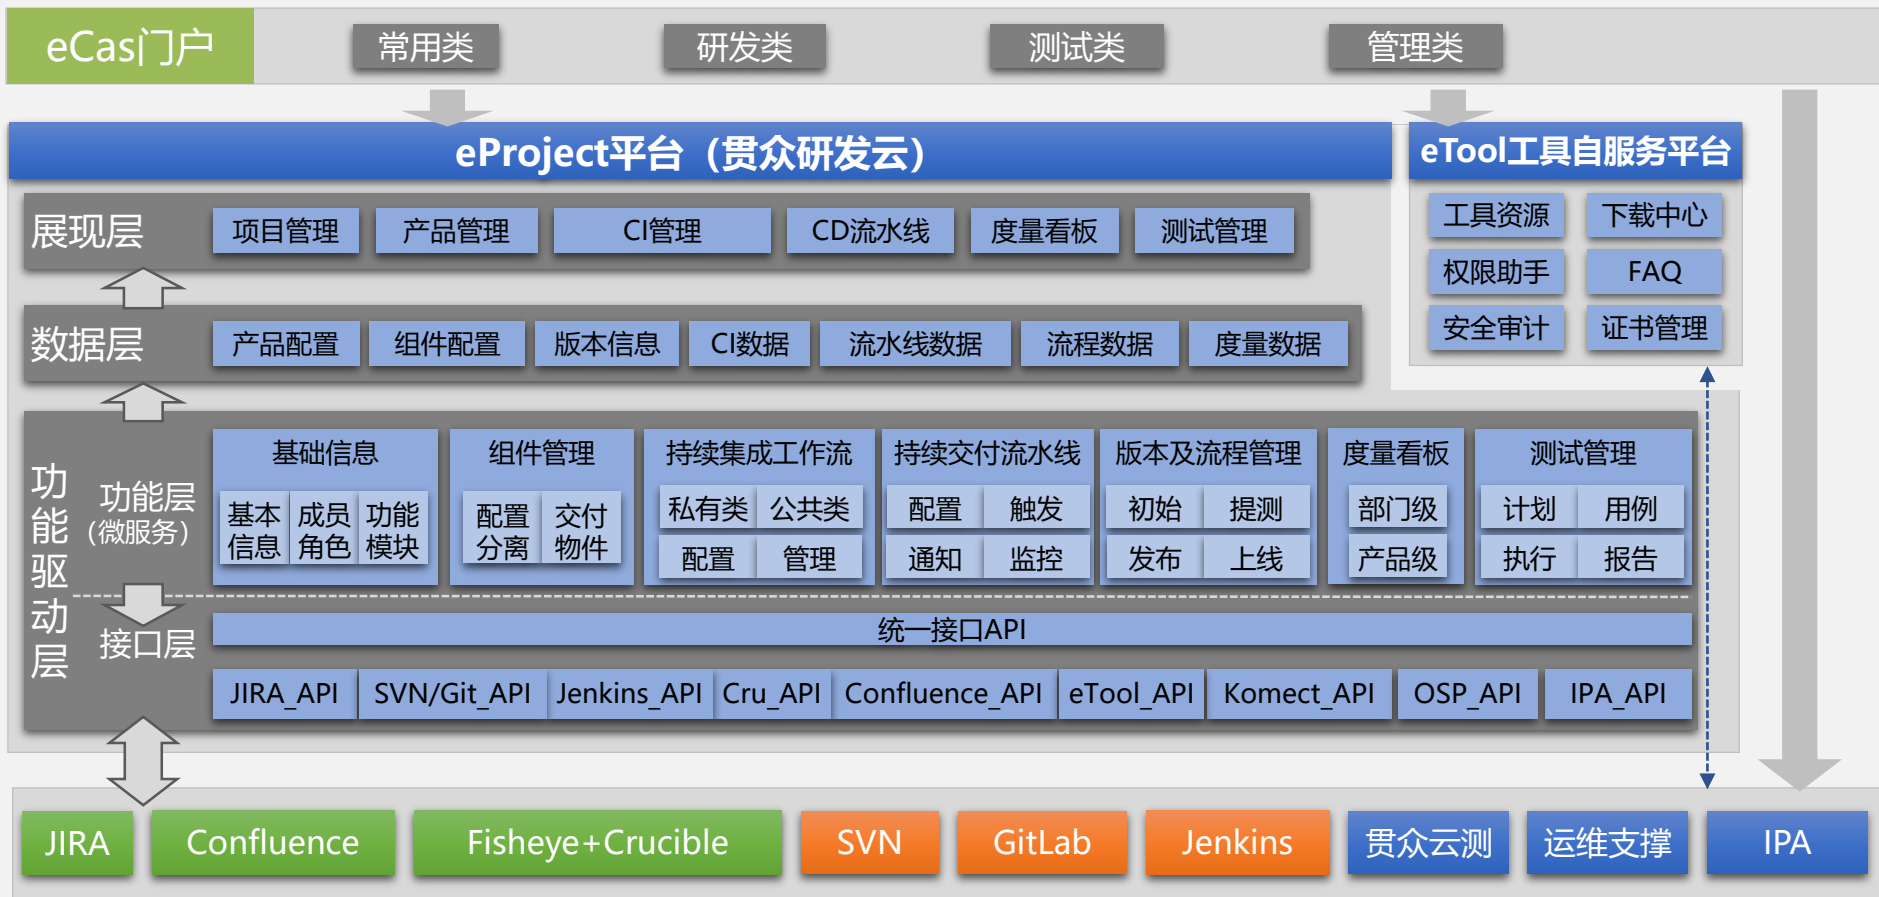 eCas门户
常用类
研发类
测试类
管理类
eProject平台（贯众研发云）
eTool工具自服务平台
展现层
项目管理
产品管理
CI管理
CD流水线
度量看板
测试管理
工具资源
下载中心
权限助手
FAQ
安全审计
证书管理
数据层
产品配置
组件配置
版本信息
CI数据
流水线数据
流程数据
度量数据
功能驱动层
功能层
（微服务）
基础信息
基本
信息
成员
角色
功能
模块
组件管理
配置
分离
交付
物件
持续集成工作流
私有类
公共类
配置
管理
持续交付流水线
配置
触发
通知
监控
版本及流程管理
初始
提测
发布
上线
度量看板
部门级
产品级
测试管理
计划
用例
执行
报告
接口层
统一接口API
JIRA_API
SVN/Git_API
Jenkins_API
Cru_API
Confluence_API
eTool_API
Komect_API
OSP_API
IPA_API
JIRA
Confluence
Fisheye+Crucible
SVN
GitLab
Jenkins
贯众云测
运维支撑
IPA